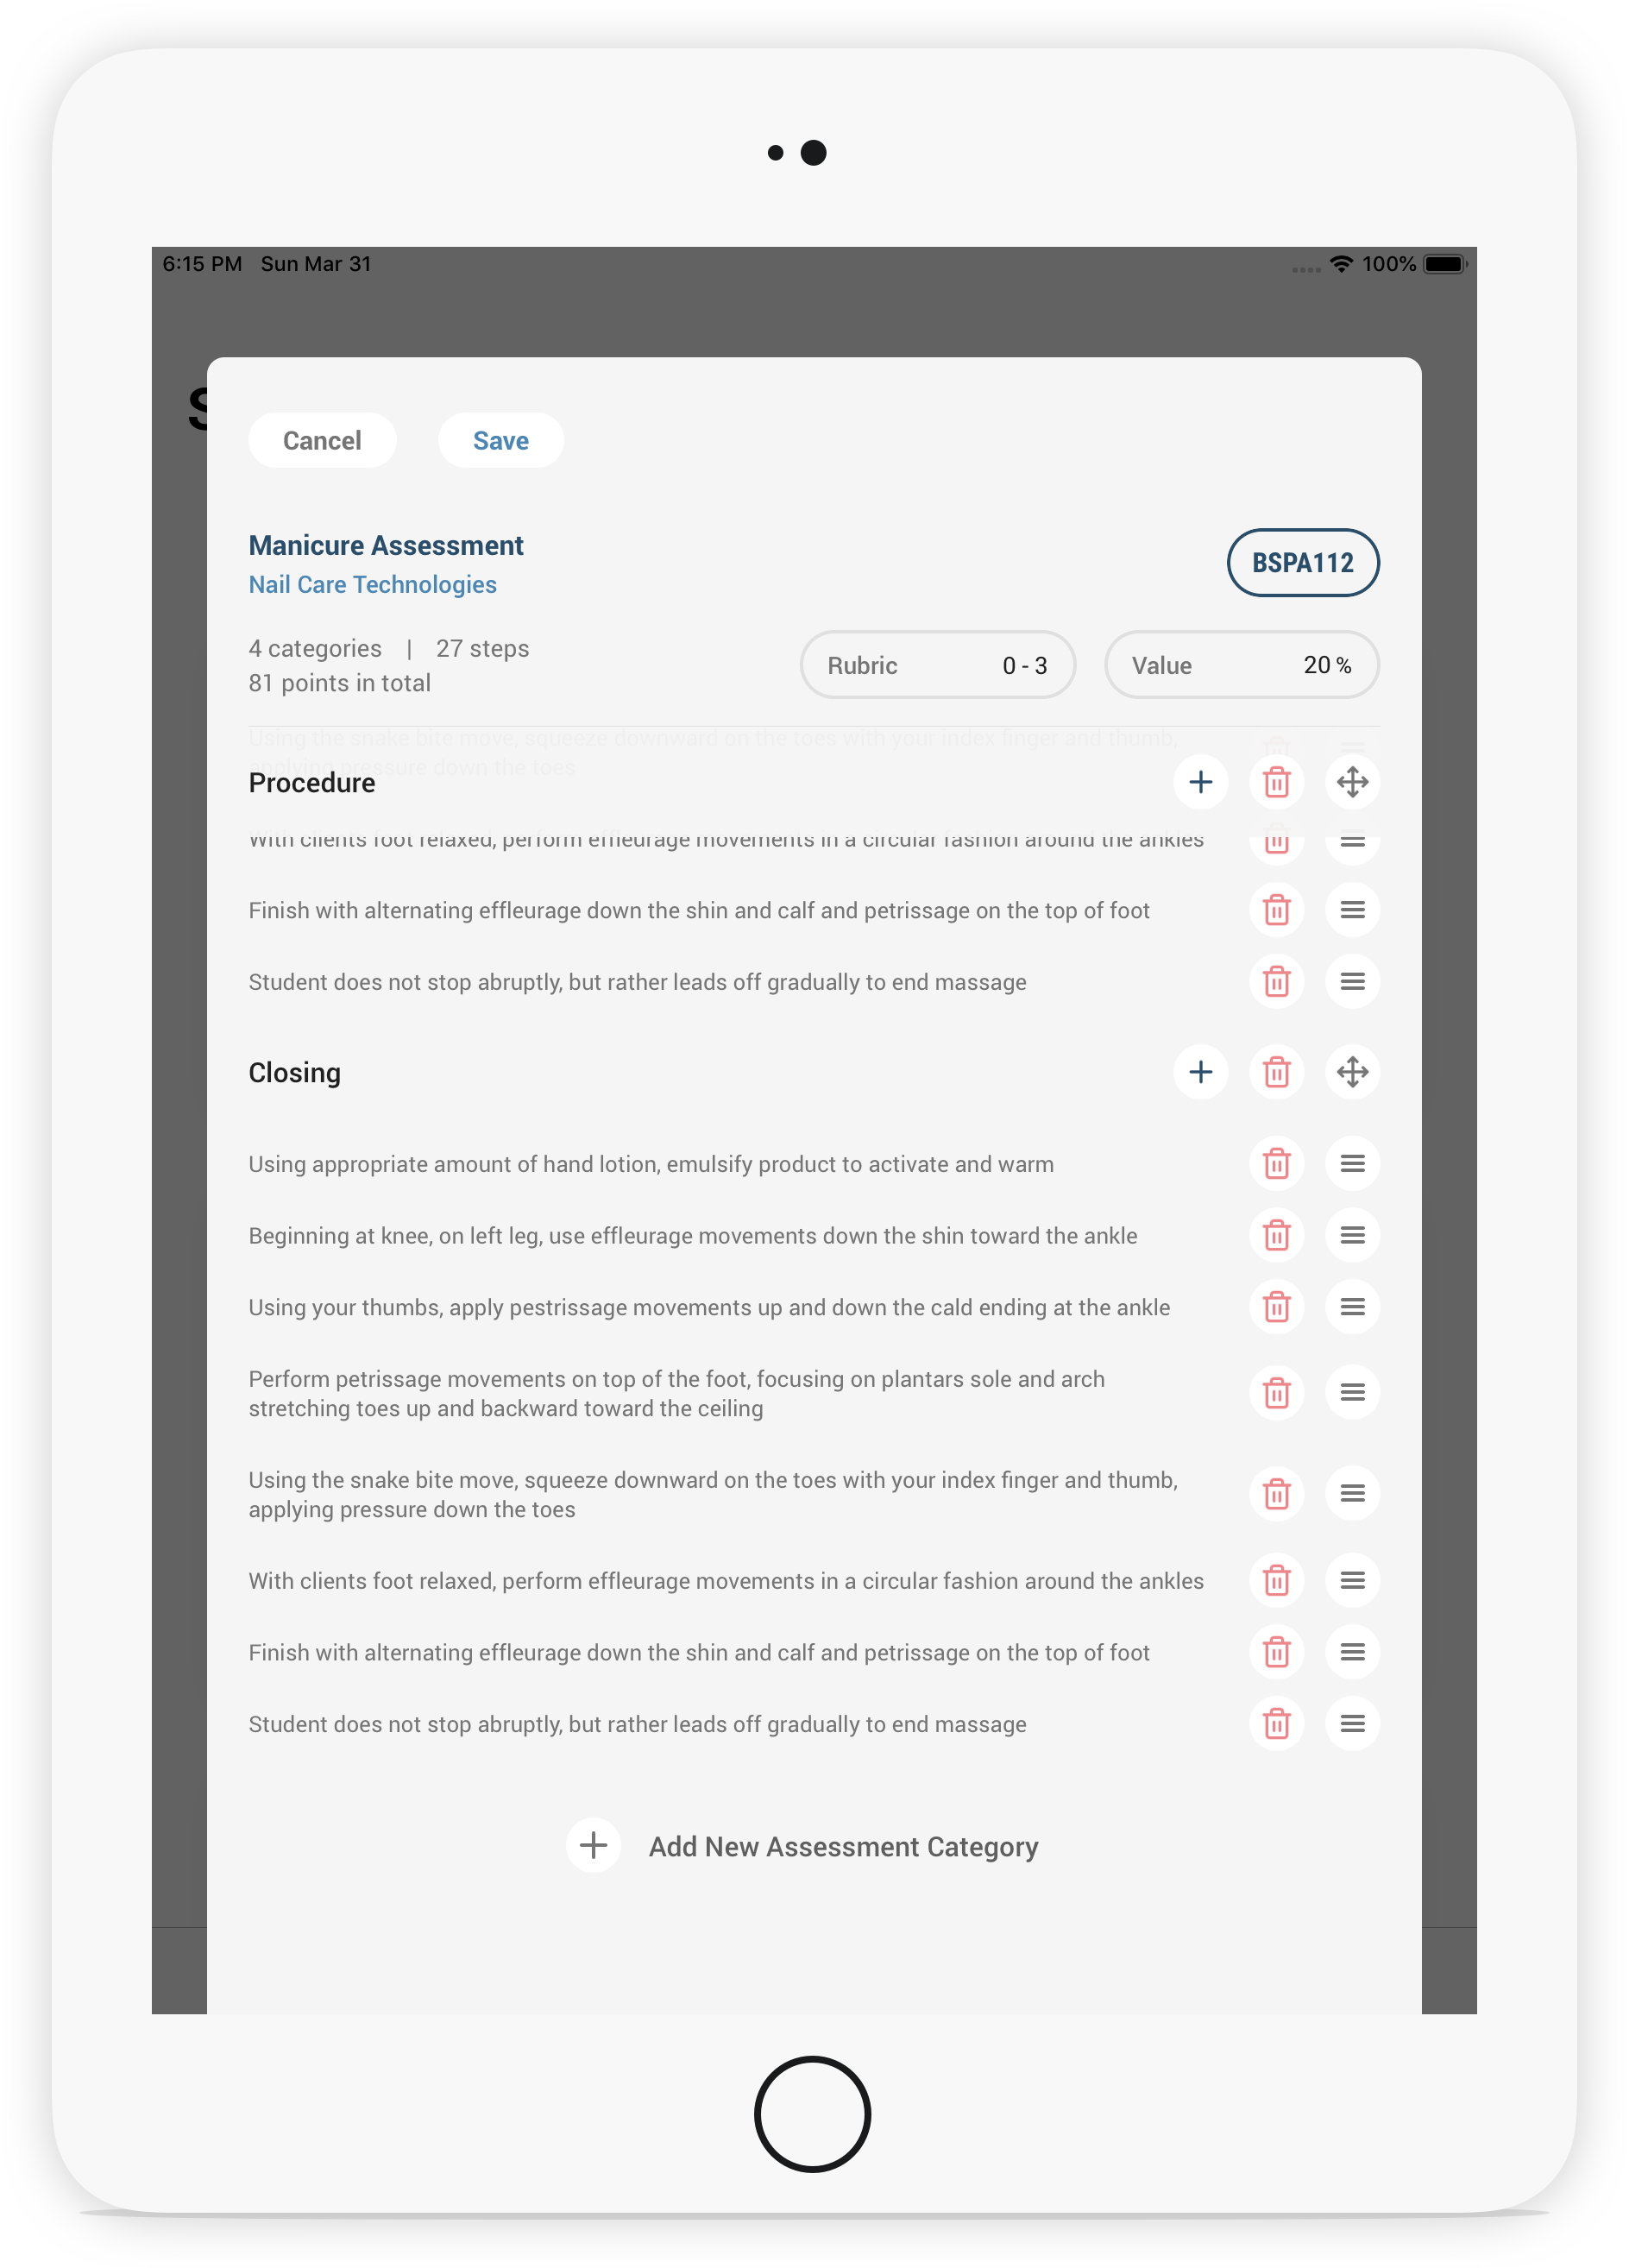 6:15 PM Sun Mar 31
100%
S
Cancel
Save
Manicure Assessment
Nail Care Technologies
BSPA112
4 categories | 27 steps
81 points in total
Rubric 0 - 3
Value 20 %
Using the snake bite move, squeeze downward on the toes with your index finger and thumb,
applying pressure down the toes
Procedure
With clients foot relaxed, perform effleurage movements in a circular fashion around the ankles
Finish with alternating effleurage down the shin and calf and petrissage on the top of foot
Student does not stop abruptly, but rather leads off gradually to end massage
Closing
Using appropriate amount of hand lotion, emulsify product to activate and warm
Beginning at knee, on left leg, use effleurage movements down the shin toward the ankle
Using your thumbs, apply pestrissage movements up and down the cald ending at the ankle
Perform petrissage movements on top of the foot, focusing on plantars sole and arch
stretching toes up and backward toward the ceiling
Using the snake bite move, squeeze downward on the toes with your index finger and thumb,
applying pressure down the toes
With clients foot relaxed, perform effleurage movements in a circular fashion around the ankles
Finish with alternating effleurage down the shin and calf and petrissage on the top of foot
Student does not stop abruptly, but rather leads off gradually to end massage
Add New Assessment Category